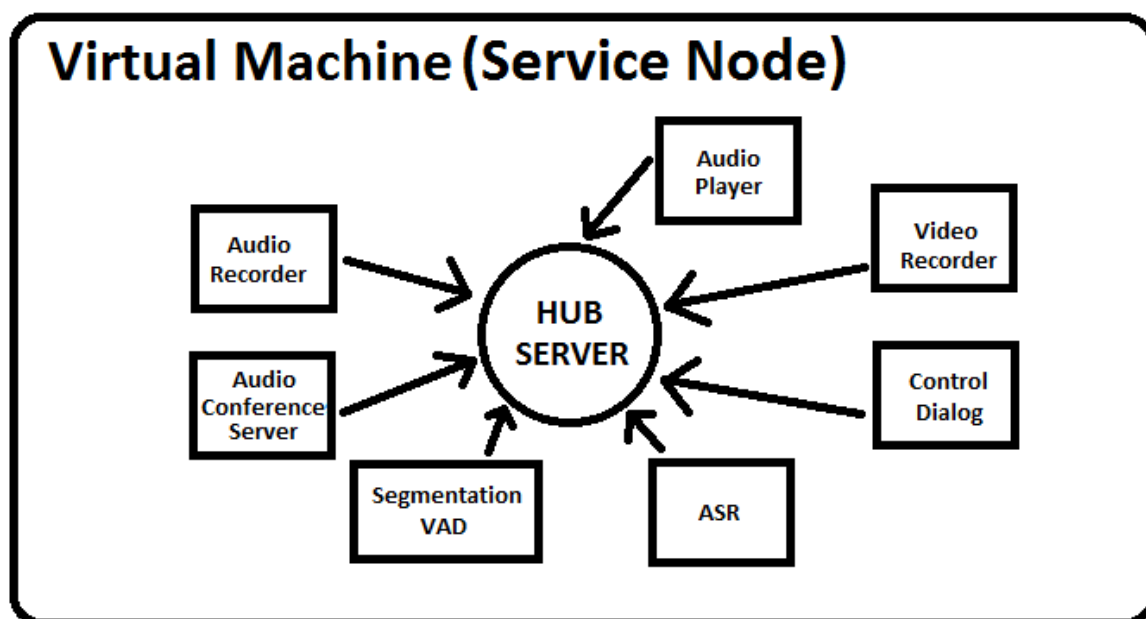 Virtual Machine (Service Node)
Audio
Player
Audio
Recorder
Video
Recorder
HUB
SERVER
Audio
Conference
Server
Control
Dialog
Segmentation
VAD
ASR